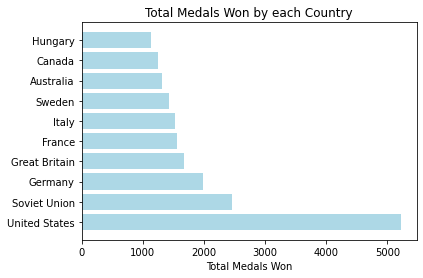 Total Medals Won by each Country
Hungary
Canada
Australia
Sweden
Italy
France
Great Britain
Germany
Soviet Union
United States
0 1000 2000 3000 4000 5000
Total Medals Won